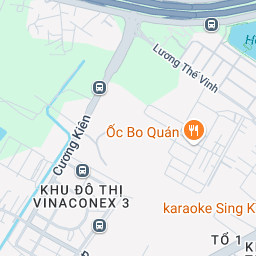 Lương Thế Vinh
Cương Kiên
Ốc Bo Quán
KHU ĐÔ THỊ
VINACONEX 3
karaoke Sing K
TỔ 1